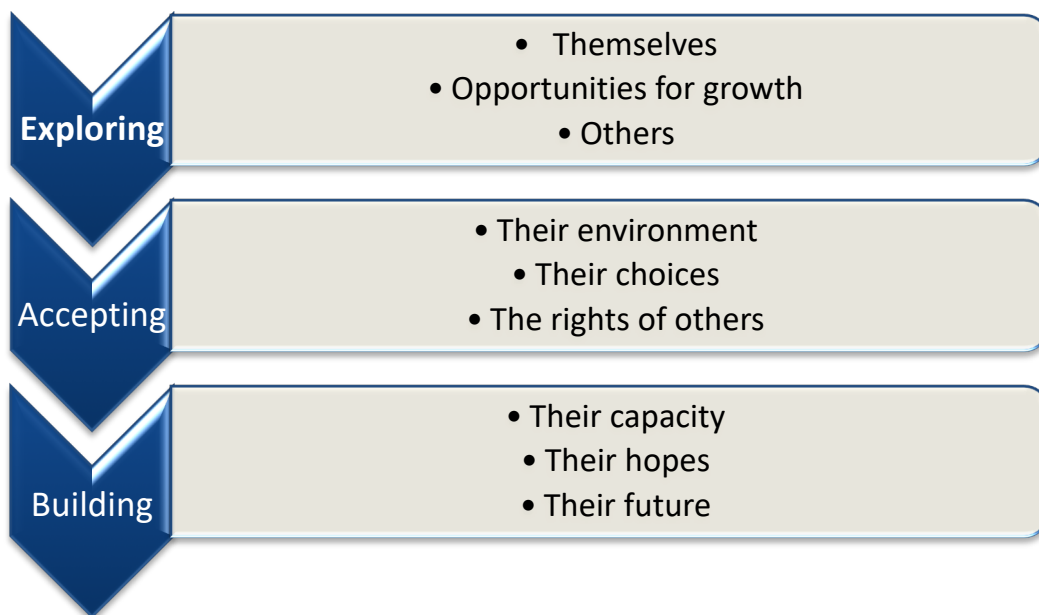 Exploring
• Themselves
• Opportunities for growth
• Others
Accepting
• Their environment
• Their choices
• The rights of others
Building
• Their capacity
• Their hopes
• Their future